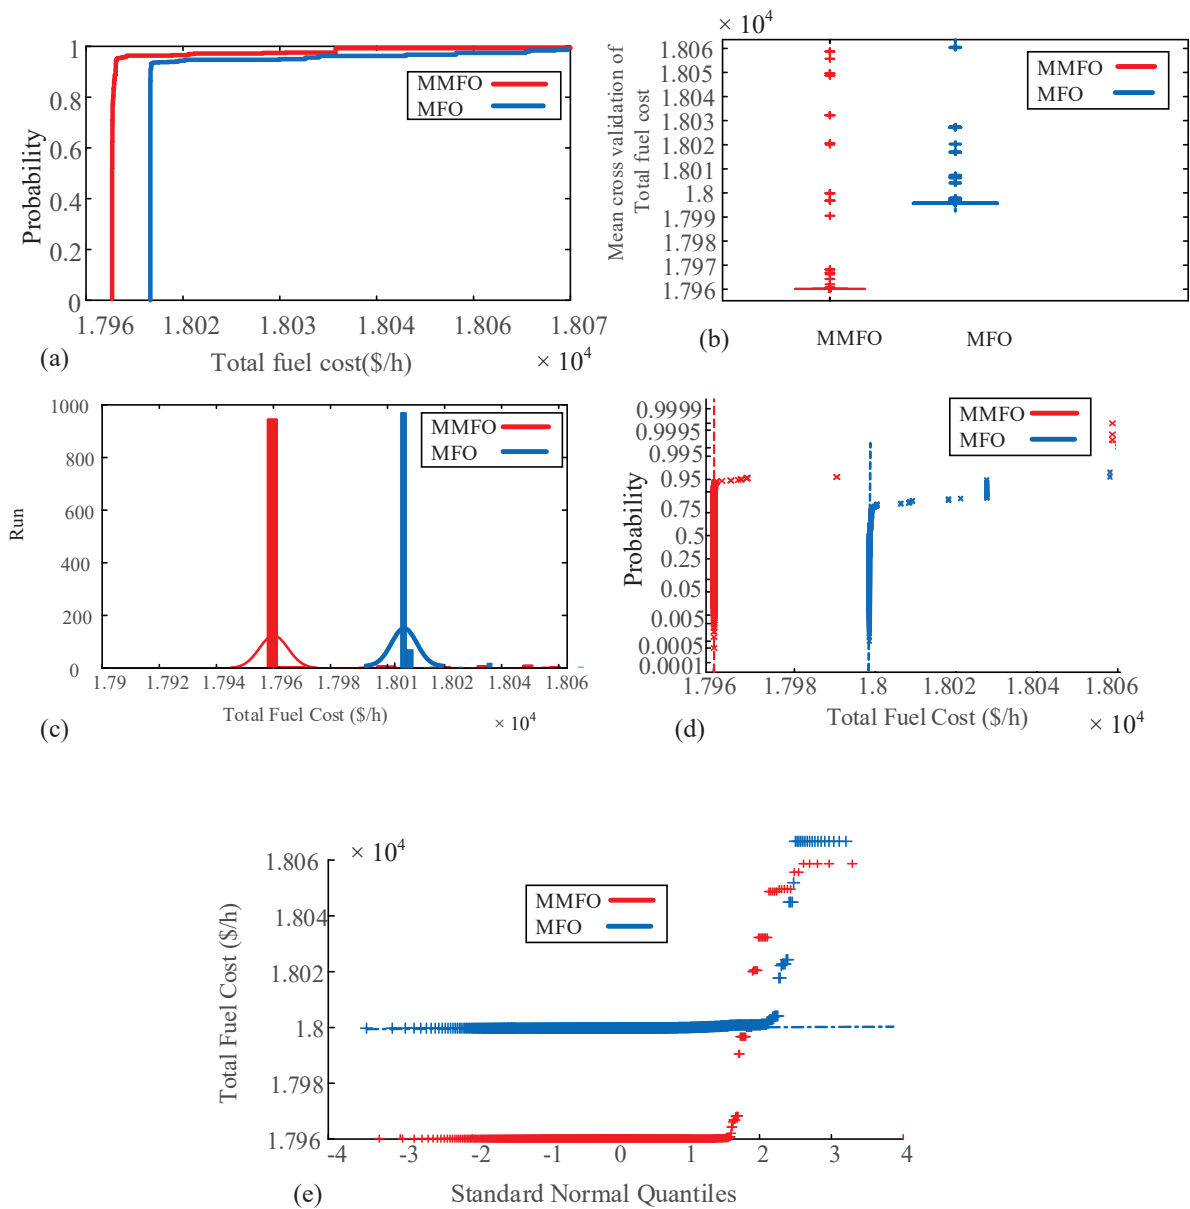 1
0.8
0.6
0.4
0.2
0
Probability
MMFO
MFO
1.796 1.802 1.803 1.804 1.806 1.807
(a)
Total fuel cost($/h)
× 10⁴
× 10⁴
1.806
1.805
1.804
1.803
1.802
1.801
1.8
1.799
1.798
1.797
1.796
Mean cross validation of
Total fuel cost
MMFO
MFO
(b)
MMFO
MFO
1000
800
600
400
200
0
Run
MMFO
MFO
1.79 1.792 1.794 1.796 1.798 1.801 1.802 1.804 1.806
Total Fuel Cost ($/h)
× 10⁴
(c)
0.9999
0.9995
0.995
0.95
0.75
0.5
0.25
0.05
0.005
0.0005
0.0001
Probability
MMFO
MFO
1.796 1.798 1.8 1.802 1.804 1.806
(d)
Total Fuel Cost ($/h)
× 10⁴
× 10⁴
1.806
1.804
1.802
1.8
1.798
1.796
Total Fuel Cost ($/h)
MMFO
MFO
-4 -3 -2 -1 0 1 2 3 4
(e)
Standard Normal Quantiles